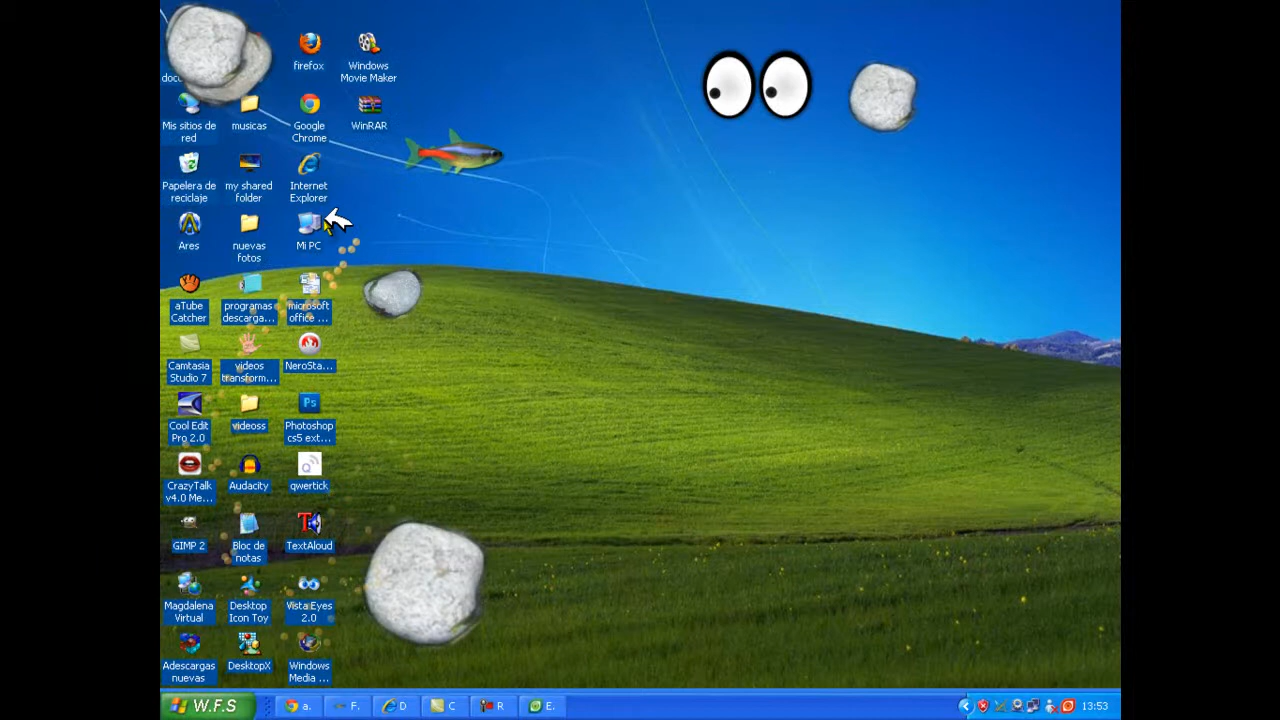 firefox
Windows
Movie Maker
doc
Mis sitios de
red
musicas
Google
Chrome
WinRAR
Papelera de
reciclaje
my shared
folder
Internet
Explorer
Ares
nuevas
fotos
Mi PC
aTube
Catcher
programas
descarga...
microsoft
office ...
Camtasia
Studio 7
videos
transform...
NeroSta...
Cool Edit
Pro 2.0
videoss
Photoshop
cs5 ext...
CrazyTalk
v4.0 Me...
Audacity
qwertick
GIMP 2
Bloc de
notas
TextAloud
Magdalena
Virtual
Desktop
Icon Toy
Vista Eyes
2.0
Adescargas
nuevas
DesktopX
Windows
Media ...
W.F.S
a.
F.
D
C
R
E.
13:53